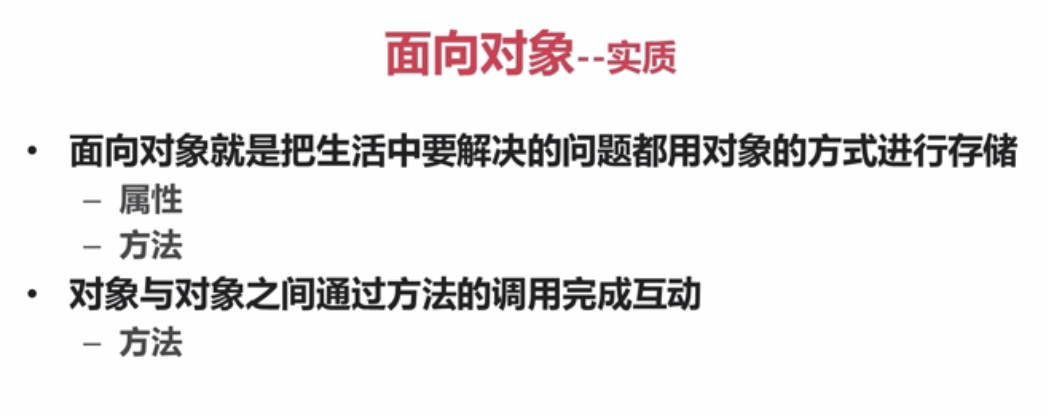 面向对象--实质
• 面向对象就是把生活中要解决的问题都用对象的方式进行存储
– 属性
– 方法
• 对象与对象之间通过方法的调用完成互动
– 方法